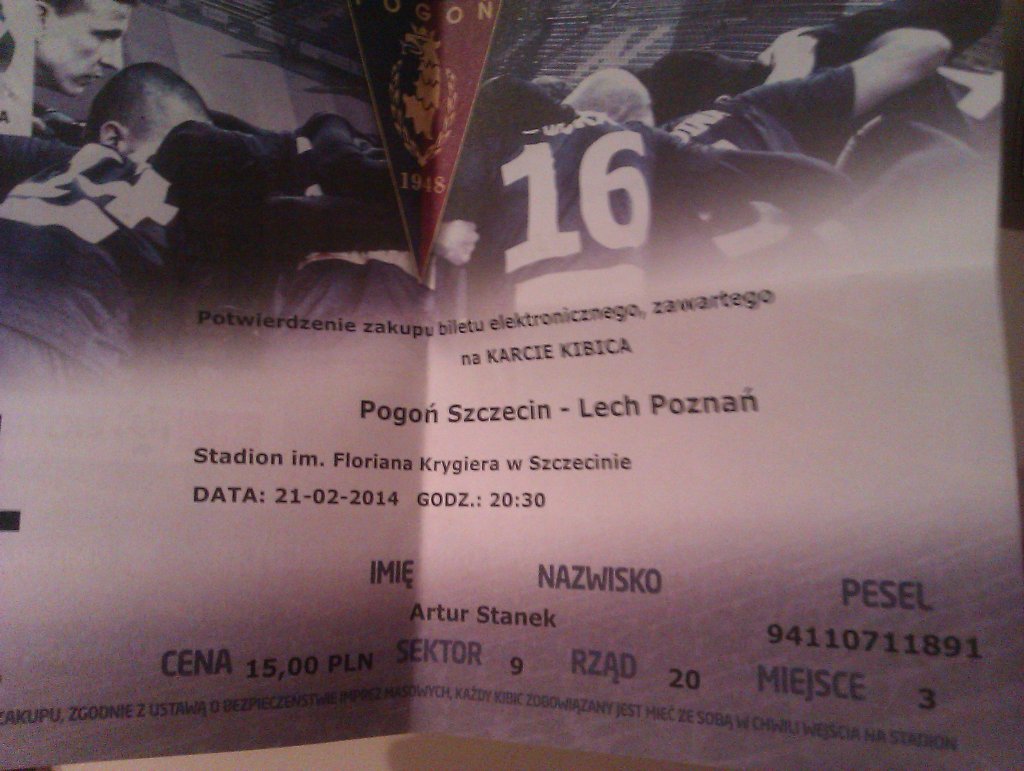 POGOŃ
1948
16
A
Potwierdzenie zakupu biletu elektronicznego, zawartego
na KARCIE KIBICA
Pogoń Szczecin - Lech Poznań
Stadion im. Floriana Krygiera w Szczecinie
DATA: 21-02-2014 GODZ.: 20:30
IMIĘ NAZWISKO PESEL
Artur Stanek 94110711891
CENA 15,00 PLN SEKTOR 9 RZĄD 20 MIEJSCE 3
ZAKUPU, ZGODNIE Z USTAWĄ O BEZPIECZEŃSTWIE IMPREZ MASOWYCH, KAŻDY KIBIC ZOBOWIĄZANY JEST MIEĆ ZE SOBĄ W CHWILI WEJŚCIA NA STADION